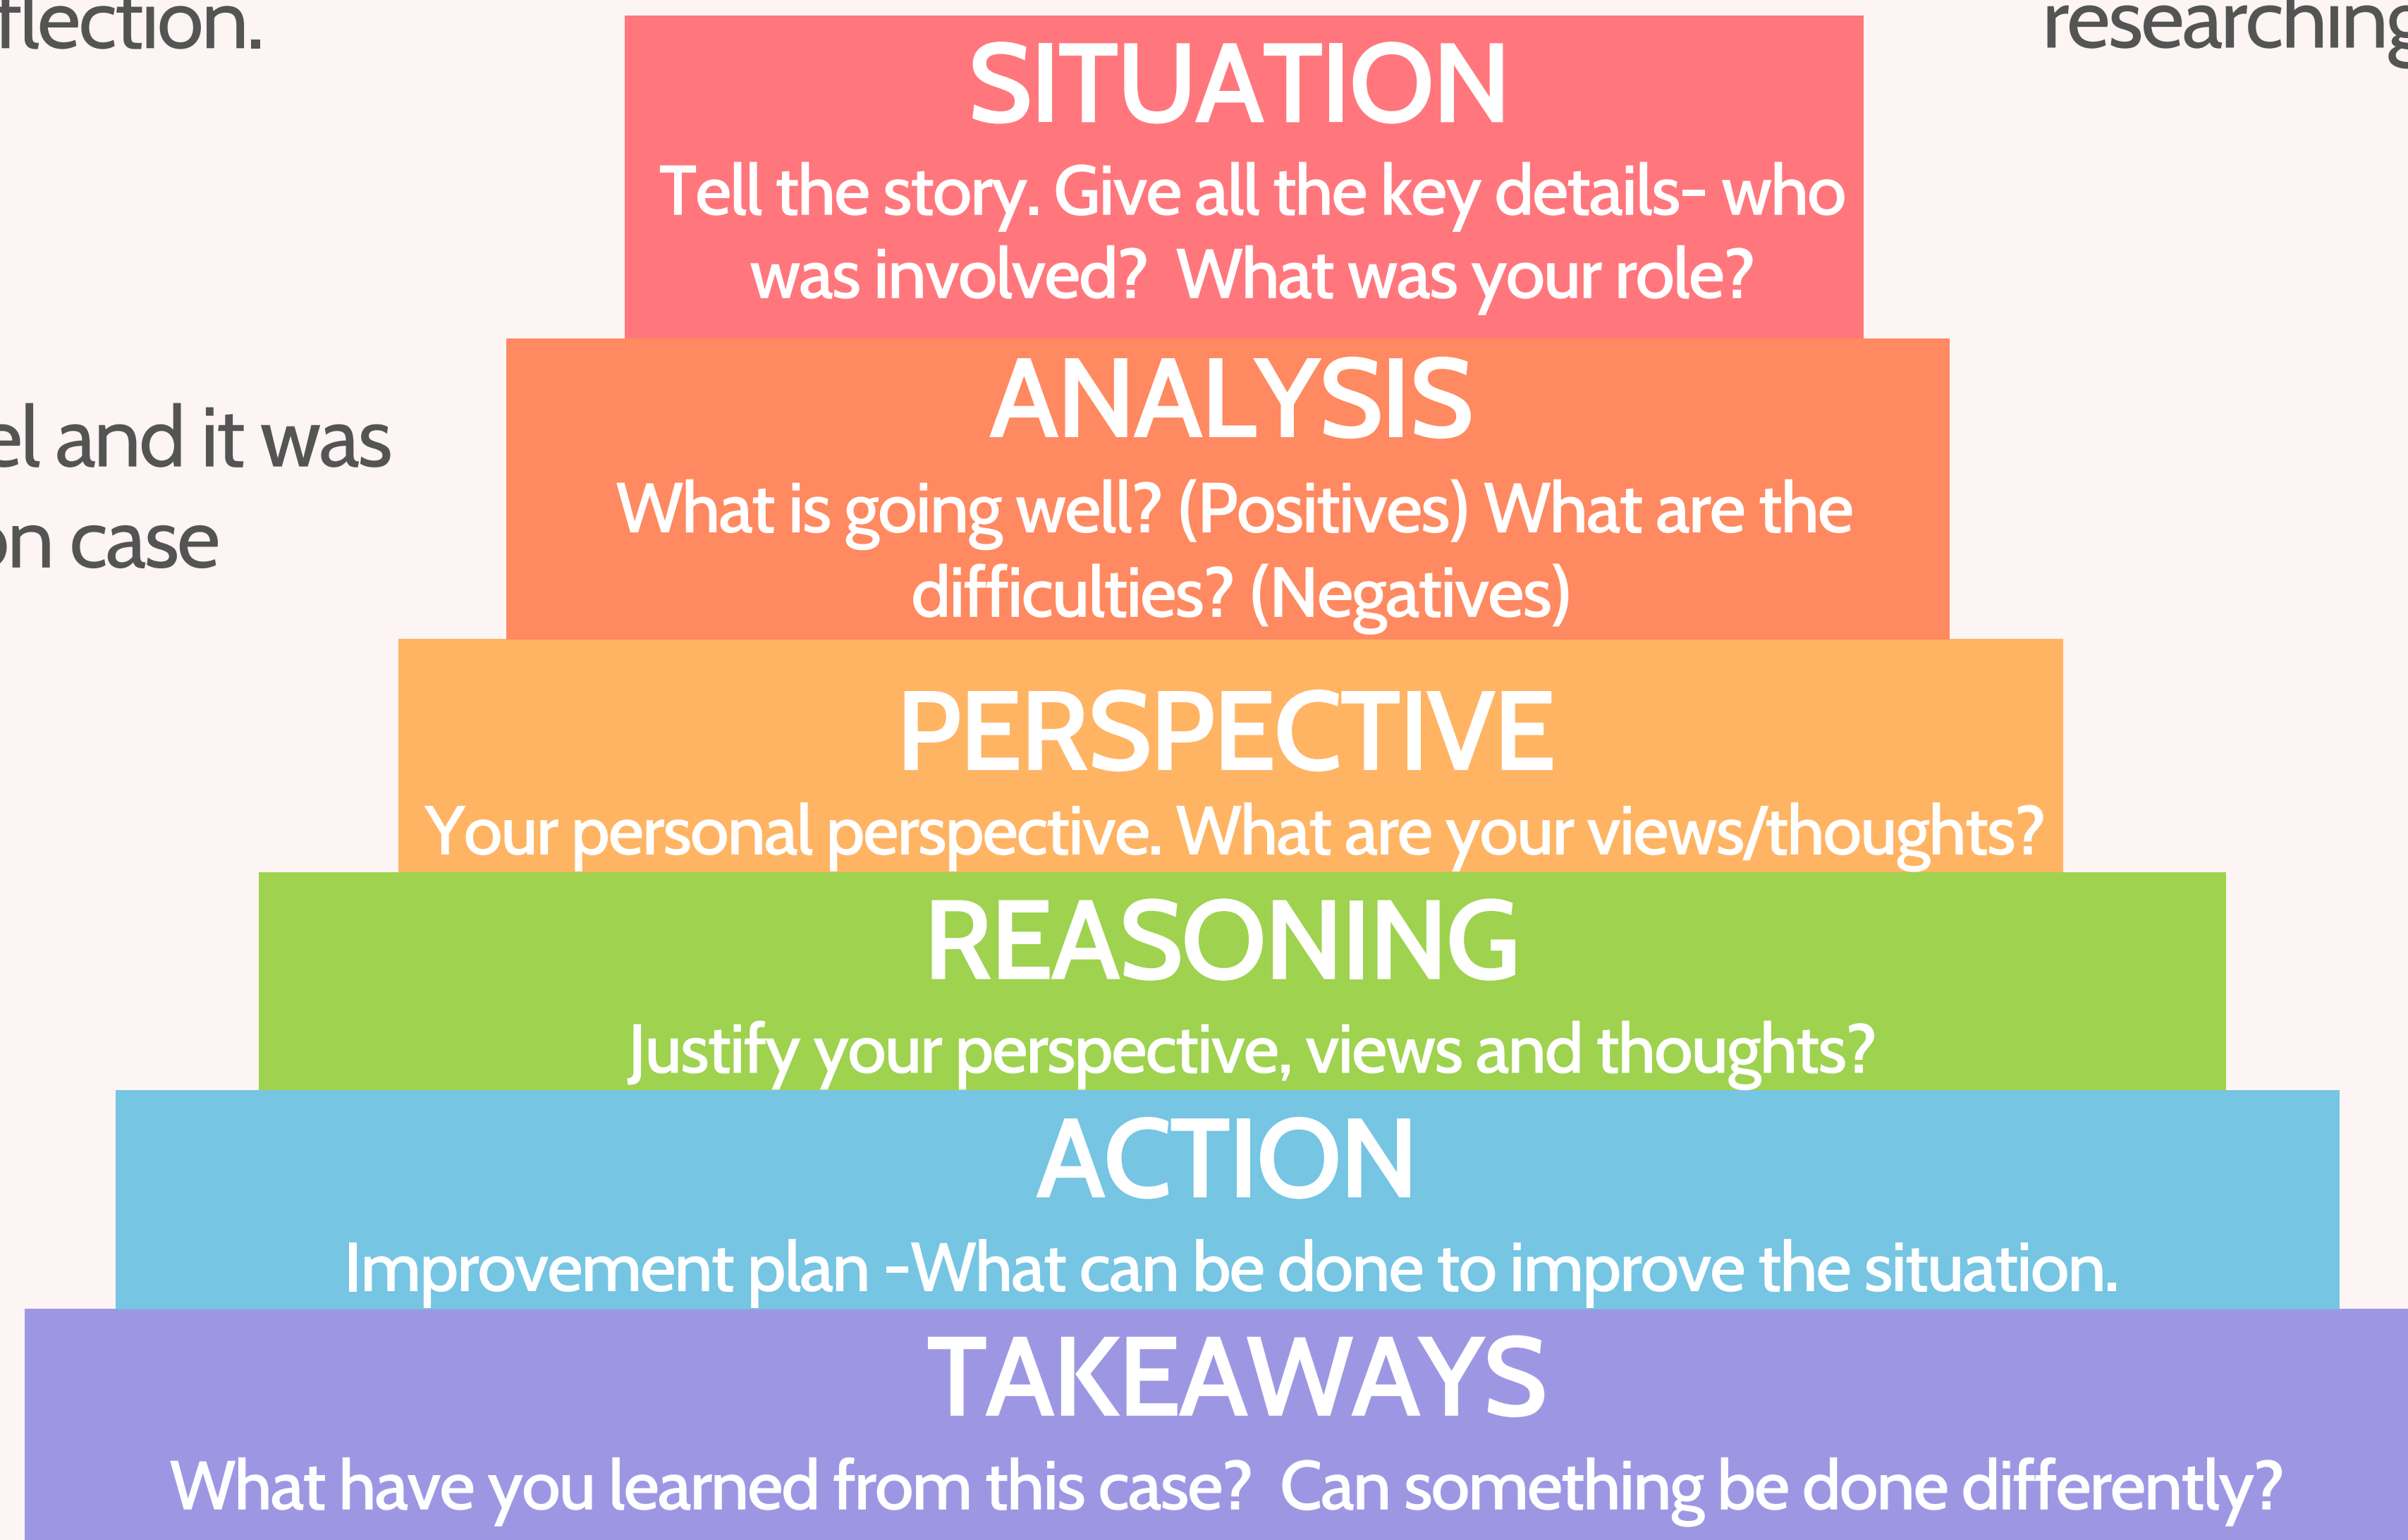 flection.
researching
SITUATION
Tell the story. Give all the key details- who
was involved?  What was your role?
el and it was
on case
ANALYSIS
What is going well? (Positives) What are the
difficulties? (Negatives)
PERSPECTIVE
Your personal perspective. What are your views/thoughts?
REASONING
Justify your perspective, views and thoughts?
ACTION
Improvement plan -What can be done to improve the situation.
TAKEAWAYS
What have you learned from this case?  Can something be done differently?